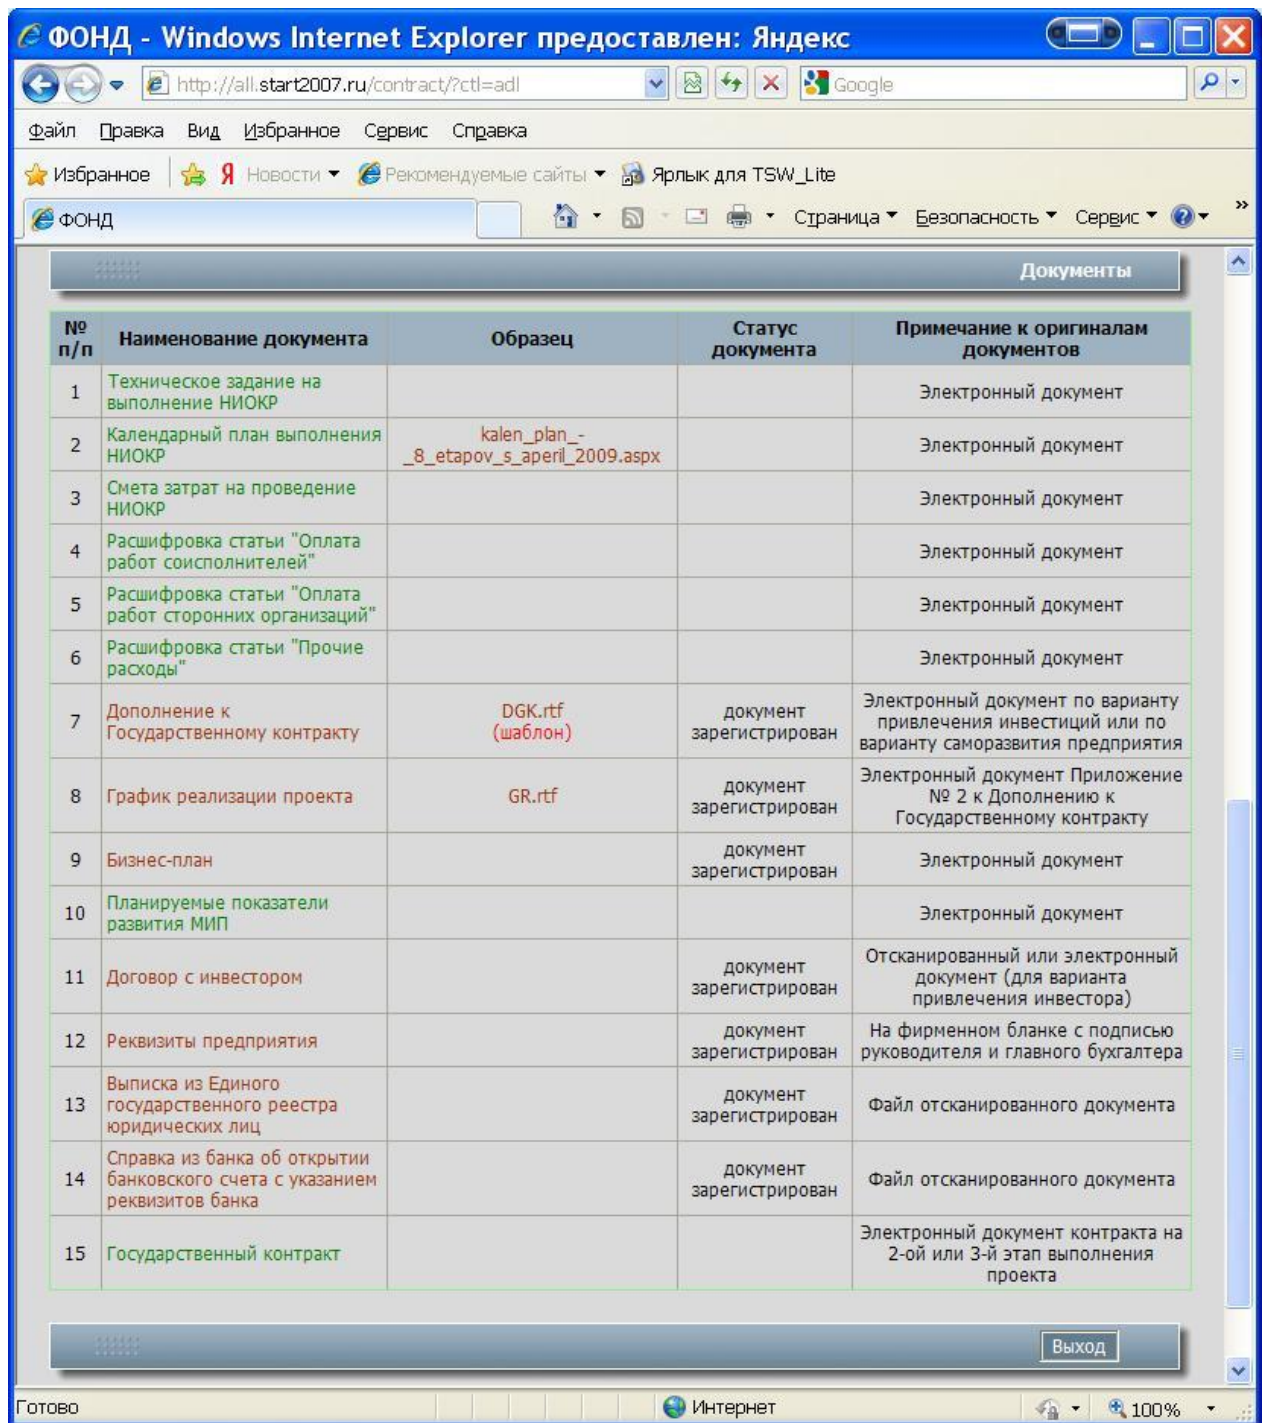 ФОНД - Windows Internet Explorer предоставлен: Яндекс
http://all.start2007.ru/contract/?ctl=adl
Google
Файл Правка Вид Избранное Сервис Справка
Избранное Я Новости Рекомендуемые сайты Ярлык для TSW_Lite
ФОНД Страница Безопасность Сервис »
Документы
№ п/п Наименование документа Образец Статус документа Примечание к оригиналам документов
1 Техническое задание на выполнение НИОКР Электронный документ
2 Календарный план выполнения НИОКР kalen_plan_-_8_etapov_s_aperil_2009.aspx Электронный документ
3 Смета затрат на проведение НИОКР Электронный документ
4 Расшифровка статьи "Оплата работ соисполнителей" Электронный документ
5 Расшифровка статьи "Оплата работ сторонних организаций" Электронный документ
6 Расшифровка статьи "Прочие расходы" Электронный документ
7 Дополнение к Государственному контракту DGK.rtf (шаблон) документ зарегистрирован Электронный документ по варианту привлечения инвестиций или по варианту саморазвития предприятия
8 График реализации проекта GR.rtf документ зарегистрирован Электронный документ Приложение № 2 к Дополнению к Государственному контракту
9 Бизнес-план документ зарегистрирован Электронный документ
10 Планируемые показатели развития МИП Электронный документ
11 Договор с инвестором документ зарегистрирован Отсканированный или электронный документ (для варианта привлечения инвестора)
12 Реквизиты предприятия документ зарегистрирован На фирменном бланке с подписью руководителя и главного бухгалтера
13 Выписка из Единого государственного реестра юридических лиц документ зарегистрирован Файл отсканированного документа
14 Справка из банка об открытии банковского счета с указанием реквизитов банка документ зарегистрирован Файл отсканированного документа
15 Государственный контракт Электронный документ контракта на 2-ой или 3-й этап выполнения проекта
Выход
Готово Интернет 100%